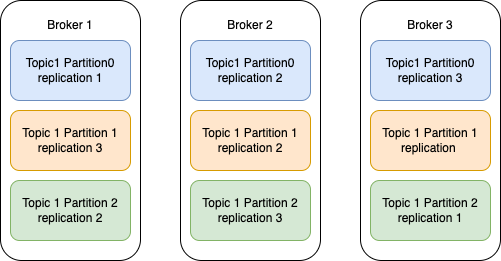 Broker 1
Topic1 Partition0
replication 1
Topic 1 Partition 1
replication 3
Topic 1 Partition 2
replication 2
Broker 2
Topic1 Partition0
replication 2
Topic 1 Partition 1
replication 2
Topic 1 Partition 2
replication 3
Broker 3
Topic1 Partition0
replication 3
Topic 1 Partition 1
replication
Topic 1 Partition 2
replication 1